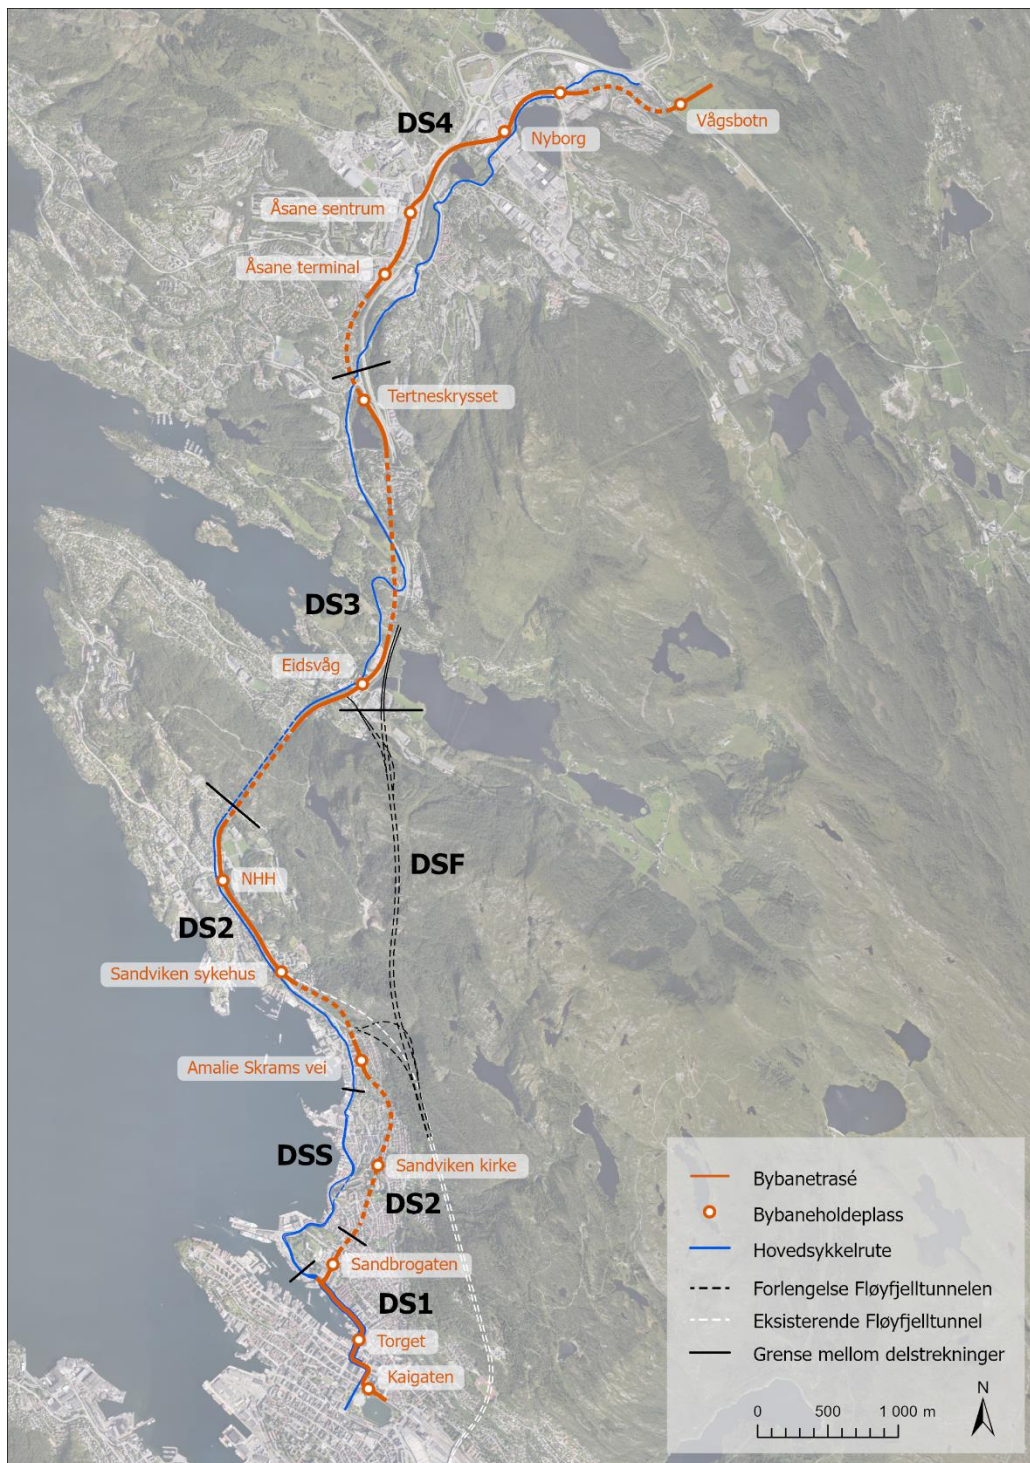 DS4
Vågsbotn
Nyborg
Åsane sentrum
Åsane terminal
Tertneskrysset
DS3
Eidsvåg
DSF
NHH
DS2
Sandviken sykehus
Amalie Skrams vei
DSS
Sandviken kirke
DS2
Sandbrogaten
DS1
Torget
Kaigaten
Bybanetrasé
Bybaneholdeplass
Hovedsykkelrute
Forlengelse Fløyfjelltunnelen
Eksisterende Fløyfjelltunnel
Grense mellom delstrekninger
N
0 500 1 000 m